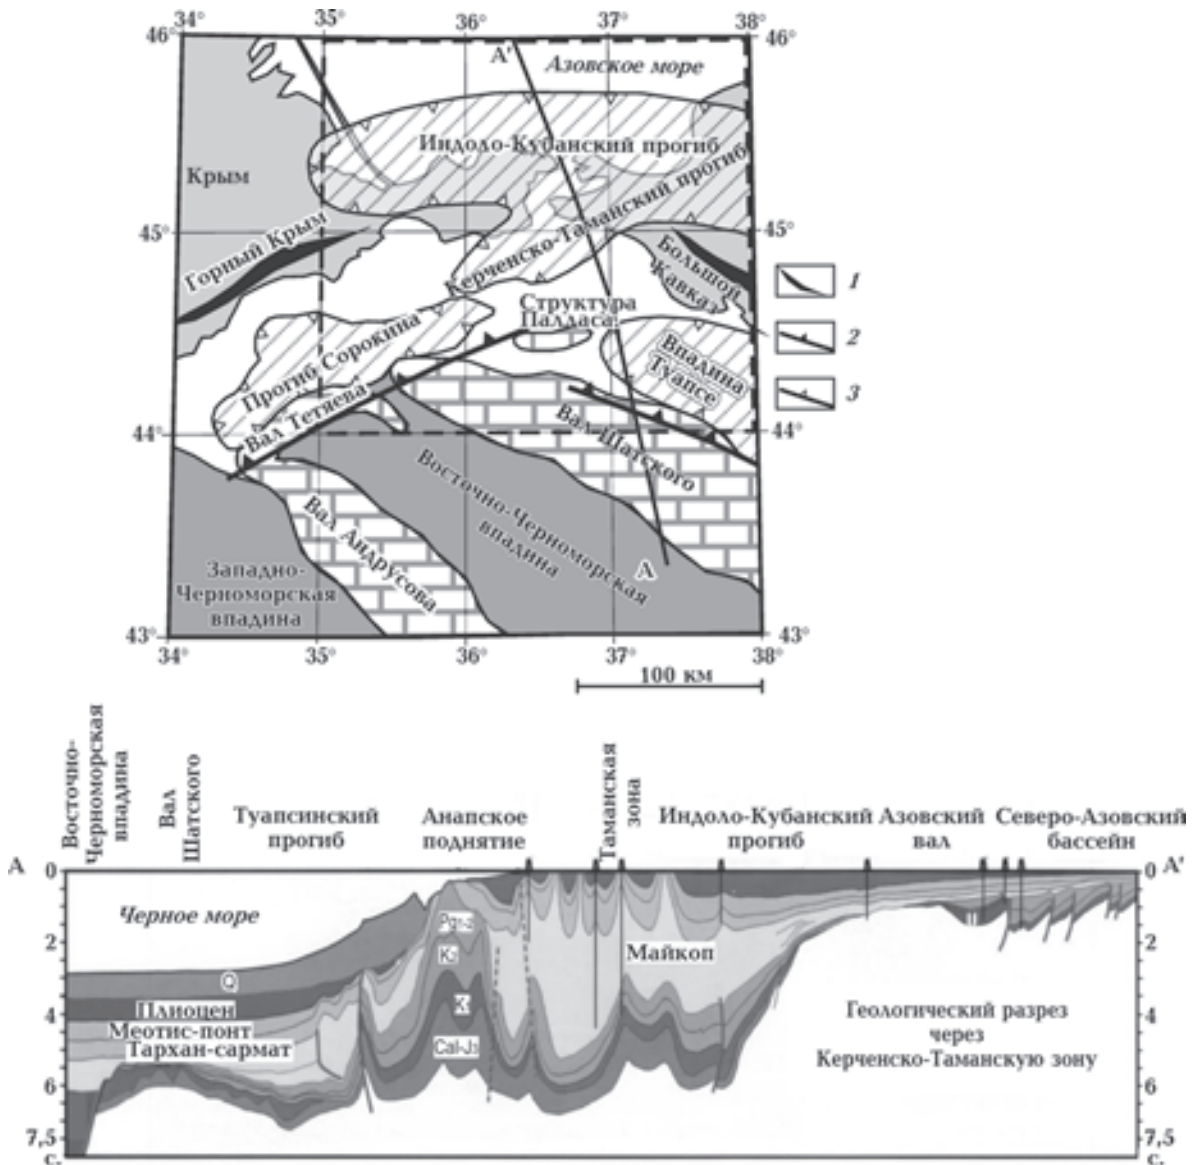 34°
35°
36°
37°
38°
46°
46°
А'
Азовское море
Индоло-Кубанский прогиб
Крым
Керченско-Таманский прогиб
45°
45°
Горный Крым
Большой
Кавказ
1
Структура
Палласа
2
Прогиб Сорокина
Впадина
Туапсе
3
Вал Тетяева
44°
44°
Вал Шатского
Восточно-Черноморская
впадина
Вал Андрусова
А
Западно-
Черноморская
впадина
43°
43°
34°
35°
36°
37°
38°
100 км
Восточно-
Черноморская
впадина
Вал
Шатского
Туапсинский
прогиб
Анапское
поднятие
Таманская
зона
Индоло-Кубанский
прогиб
Азовский
вал
Северо-Азовский
бассейн
А
0
0
А'
Черное море
Pg1-2
2
K2
Майкоп
2
Q
Плиоцен
K
Геологический разрез
4
4
Меотис-понт
через
Тархан-сармат
Cal-J3
Керченско-Таманскую зону
6
6
7,5
7,5
с.
с.